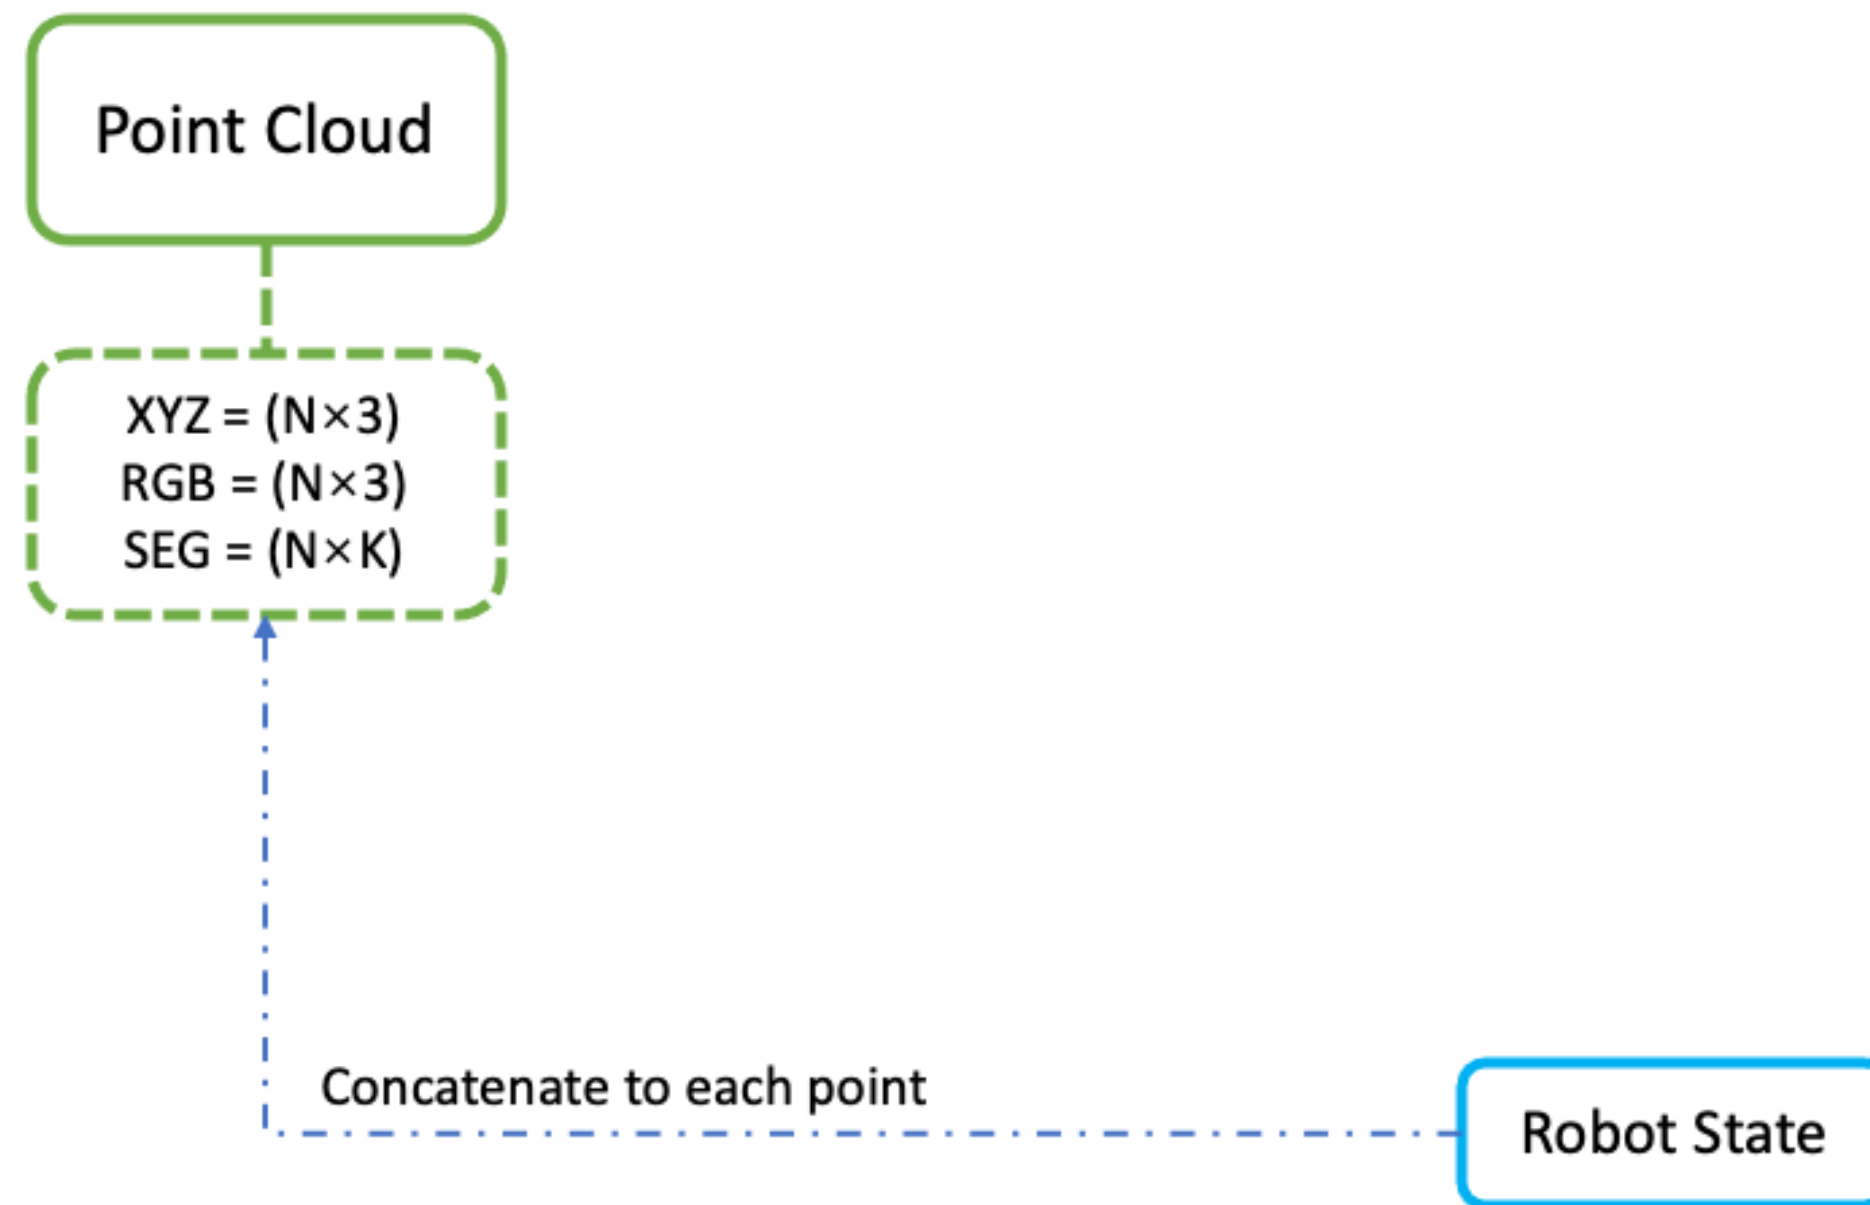 Point Cloud
XYZ = (N×3)
RGB = (N×3)
SEG = (N×K)
Concatenate to each point
Robot State